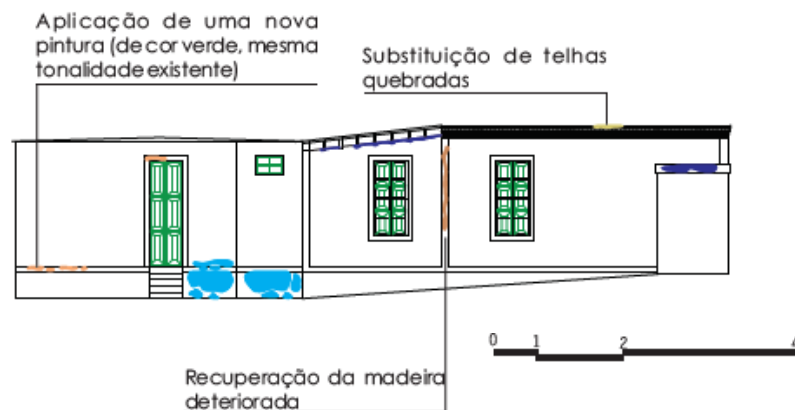 Aplicação de uma nova
pintura (de cor verde, mesma
tonalidade existente)
Substituição de telhas
quebradas
0 1 2 4
Recuperação da madeira
deteriorada